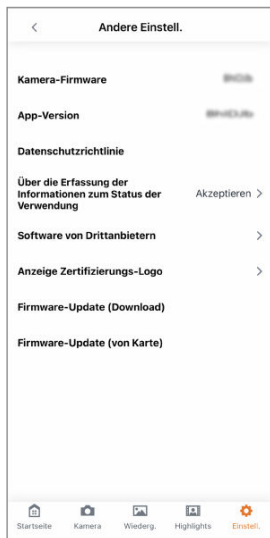 Andere Einstell.
Kamera-Firmware
App-Version
Datenschutzrichtlinie
Über die Erfassung der
Informationen zum Status der
Verwendung
Akzeptieren
Software von Drittanbietern
Anzeige Zertifizierungs-Logo
Firmware-Update (Download)
Firmware-Update (von Karte)
Startseite Kamera Wiederg. Highlights Einstell.